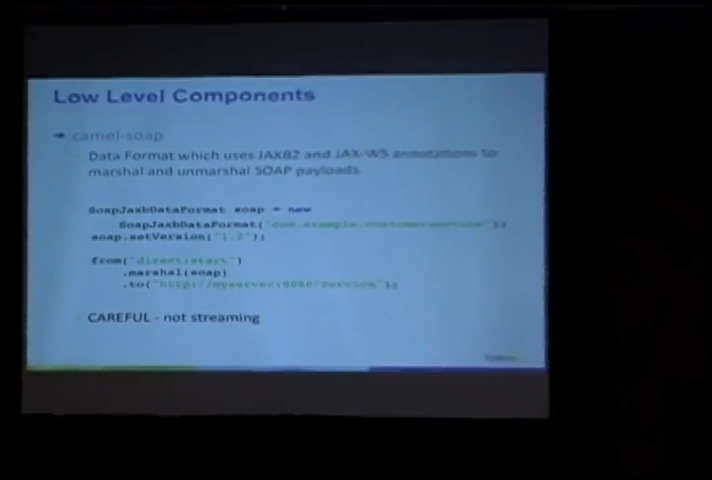 Low Level Components
camel-soap
Data Format which uses JAXB2 and JAX-WS annotations to
marshal and unmarshal SOAP payloads.
SoapJaxbDataFormat soap = new
SoapJaxbDataFormat("com.example.customerservice");
soap.setVersion("1.2");
from("direct:start")
.marshal(soap)
.to("http://myserver:8080/Service");
CAREFUL - not streaming